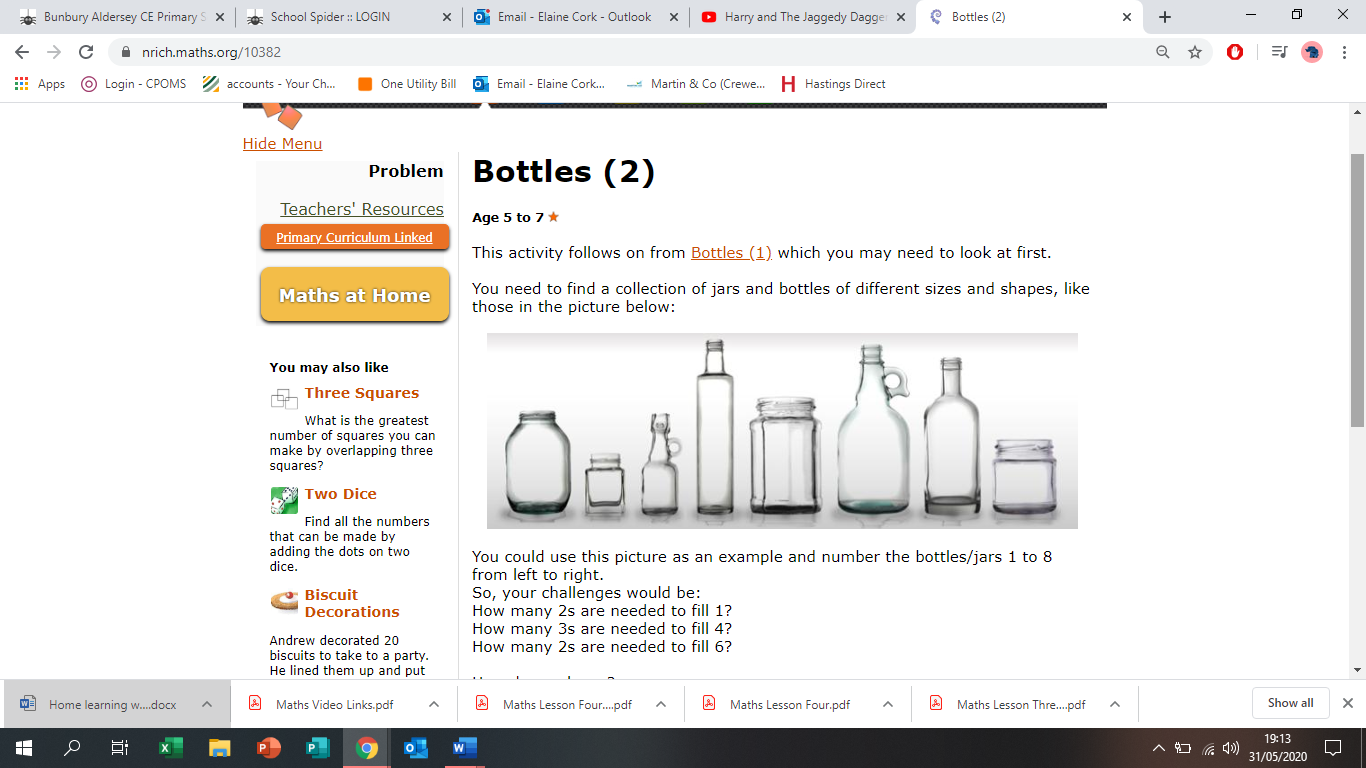 Bunbury Aldersey CE Primary S
School Spider :: LOGIN
Email - Elaine Cork - Outlook
Harry and The Jaggedy Dagge
Bottles (2)
nrich.maths.org/10382
Apps
Login - CPOMS
accounts - Your Ch...
One Utility Bill
Email - Elaine Cork...
Martin & Co (Crewe...
Hastings Direct
Hide Menu
Problem
Teachers' Resources
Primary Curriculum Linked
Maths at Home
You may also like
Three Squares
What is the greatest
number of squares you can
make by overlapping three
squares?
Two Dice
Find all the numbers
that can be made by
adding the dots on two
dice.
Biscuit
Decorations
Andrew decorated 20
biscuits to take to a party.
He lined them up and put
Bottles (2)
Age 5 to 7
This activity follows on from Bottles (1) which you may need to look at first.
You need to find a collection of jars and bottles of different sizes and shapes, like
those in the picture below:
You could use this picture as an example and number the bottles/jars 1 to 8
from left to right.
So, your challenges would be:
How many 2s are needed to fill 1?
How many 3s are needed to fill 4?
How many 2s are needed to fill 6?
Home learning w....docx
Maths Video Links.pdf
Maths Lesson Four....pdf
Maths Lesson Four.pdf
Maths Lesson Thre....pdf
Show all
19:13
31/05/2020